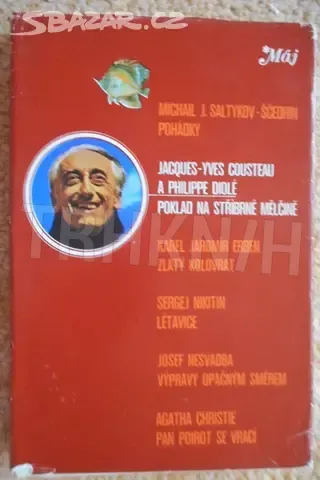 SBAZAR.CZ
Máj
MICHAIL J. SALTYKOV-ŠČEDRIN
POHÁDKY
JACQUES-YVES COUSTEAU
A PHILIPPE DIOLÉ
POKLAD NA STŘÍBRNÉ MĚLČINĚ
KAREL JAROMÍR ERBEN
ZLATÝ KOLOVRAT
SERGEJ NIKITIN
LÉTAVICE
JOSEF NESVADBA
VÝPRAVY OPAČNÝM SMĚREM
AGATHA CHRISTIE
PAN POIROT SE VRACÍ